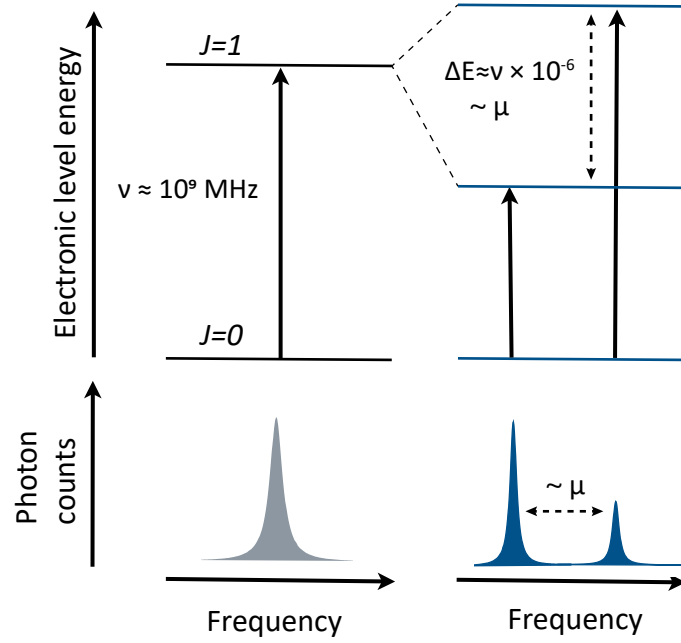 Electronic level energy
J=1
ν ≈ 10⁹ MHz
J=0
ΔE≈ν × 10⁻⁶
~ μ
Photon
counts
~ μ
Frequency
Frequency